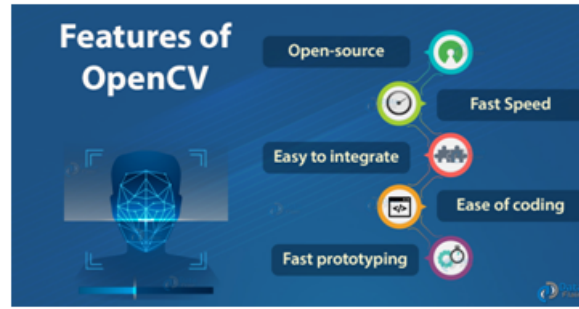 Features of
OpenCV
Open-source
Fast Speed
Easy to integrate
Ease of coding
Fast prototyping